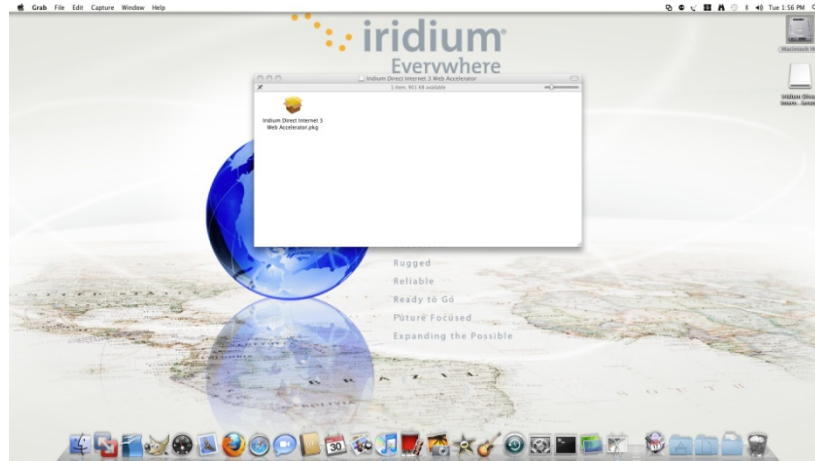 Grab File Edit Capture Window Help
Tue 1:56 PM
iridium
Everywhere
Iridium Direct Internet 3 Web Accelerator
1 item, 901 KB available
Iridium Direct Internet 3
Web Accelerator.pkg
Macintosh H
Rugged
Reliable
Ready to Go
Future Focused
Expanding the Possible
B R A Z I L
30